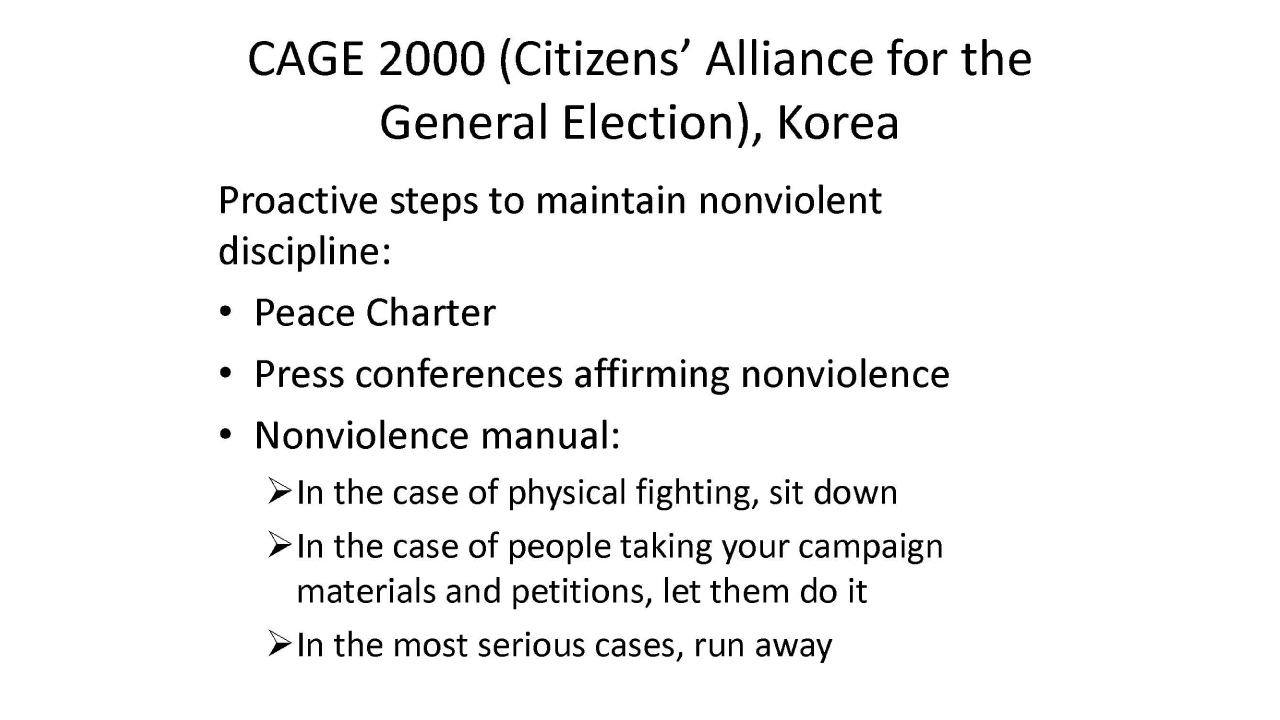 CAGE 2000 (Citizens’ Alliance for the
General Election), Korea
Proactive steps to maintain nonviolent
discipline:
• Peace Charter
• Press conferences affirming nonviolence
• Nonviolence manual:
➢In the case of physical fighting, sit down
➢In the case of people taking your campaign
materials and petitions, let them do it
➢In the most serious cases, run away